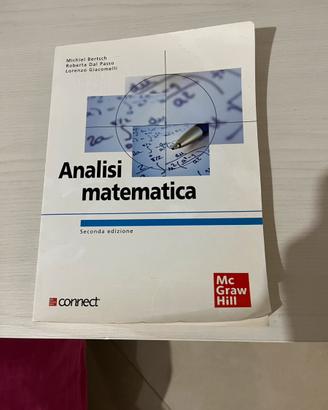 Michiel Bertsch
Roberta Dal Passo
Lorenzo Giacomelli
Analisi
matematica
Seconda edizione
Mc
Graw
Hill
connect